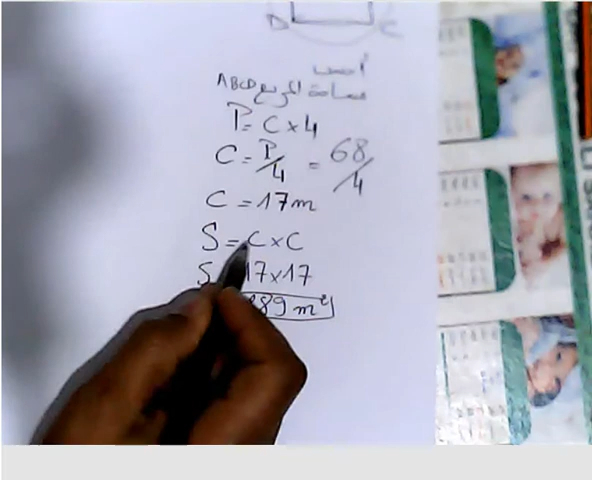 D C
أحسب
مساحة المربع ABCD
P = C × 4
C = P/4 = 68/4
C = 17m
S = C × C
S 17 × 17
289 m²